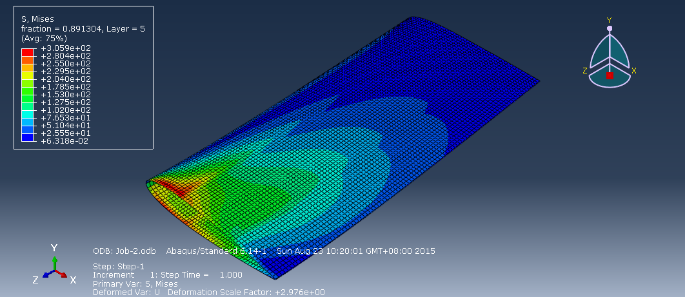 S, Mises
fraction = 0.891304, Layer = 5
(Avg: 75%)
+3.059e+02
+2.804e+02
+2.550e+02
+2.295e+02
+2.040e+02
+1.785e+02
+1.530e+02
+1.275e+02
+1.020e+02
+7.653e+01
+5.104e+01
+2.555e+01
+6.318e-02
Y
Z
X
Y
Z
X
ODB: Job-2.odb Abaqus/Standard 6.14-1 Sun Aug 23 10:20:01 GMT+08:00 2015
Step: Step-1
Increment 1: Step Time = 1.000
Primary Var: S, Mises
Deformed Var: U Deformation Scale Factor: +2.976e+00